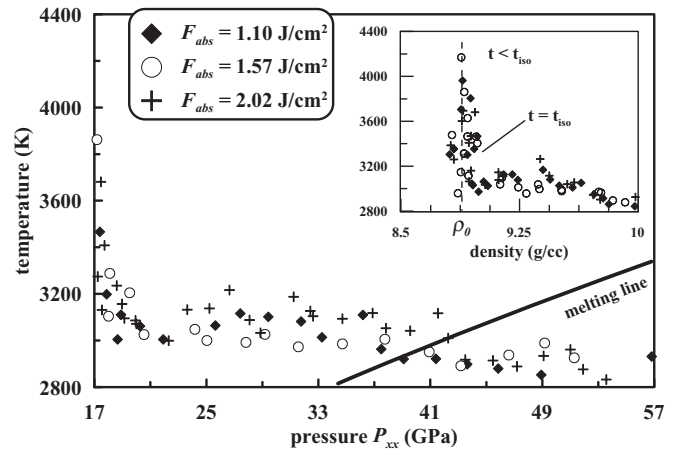 4400
4000
3600
3200
2800
temperature (K)
F_abs = 1.10 J/cm²
F_abs = 1.57 J/cm²
F_abs = 2.02 J/cm²
4400
4000
3600
3200
2800
t < t_iso
t = t_iso
8.5
ρ₀
9.25
10
density (g/cc)
melting line
17
25
33
41
49
57
pressure P_xx (GPa)